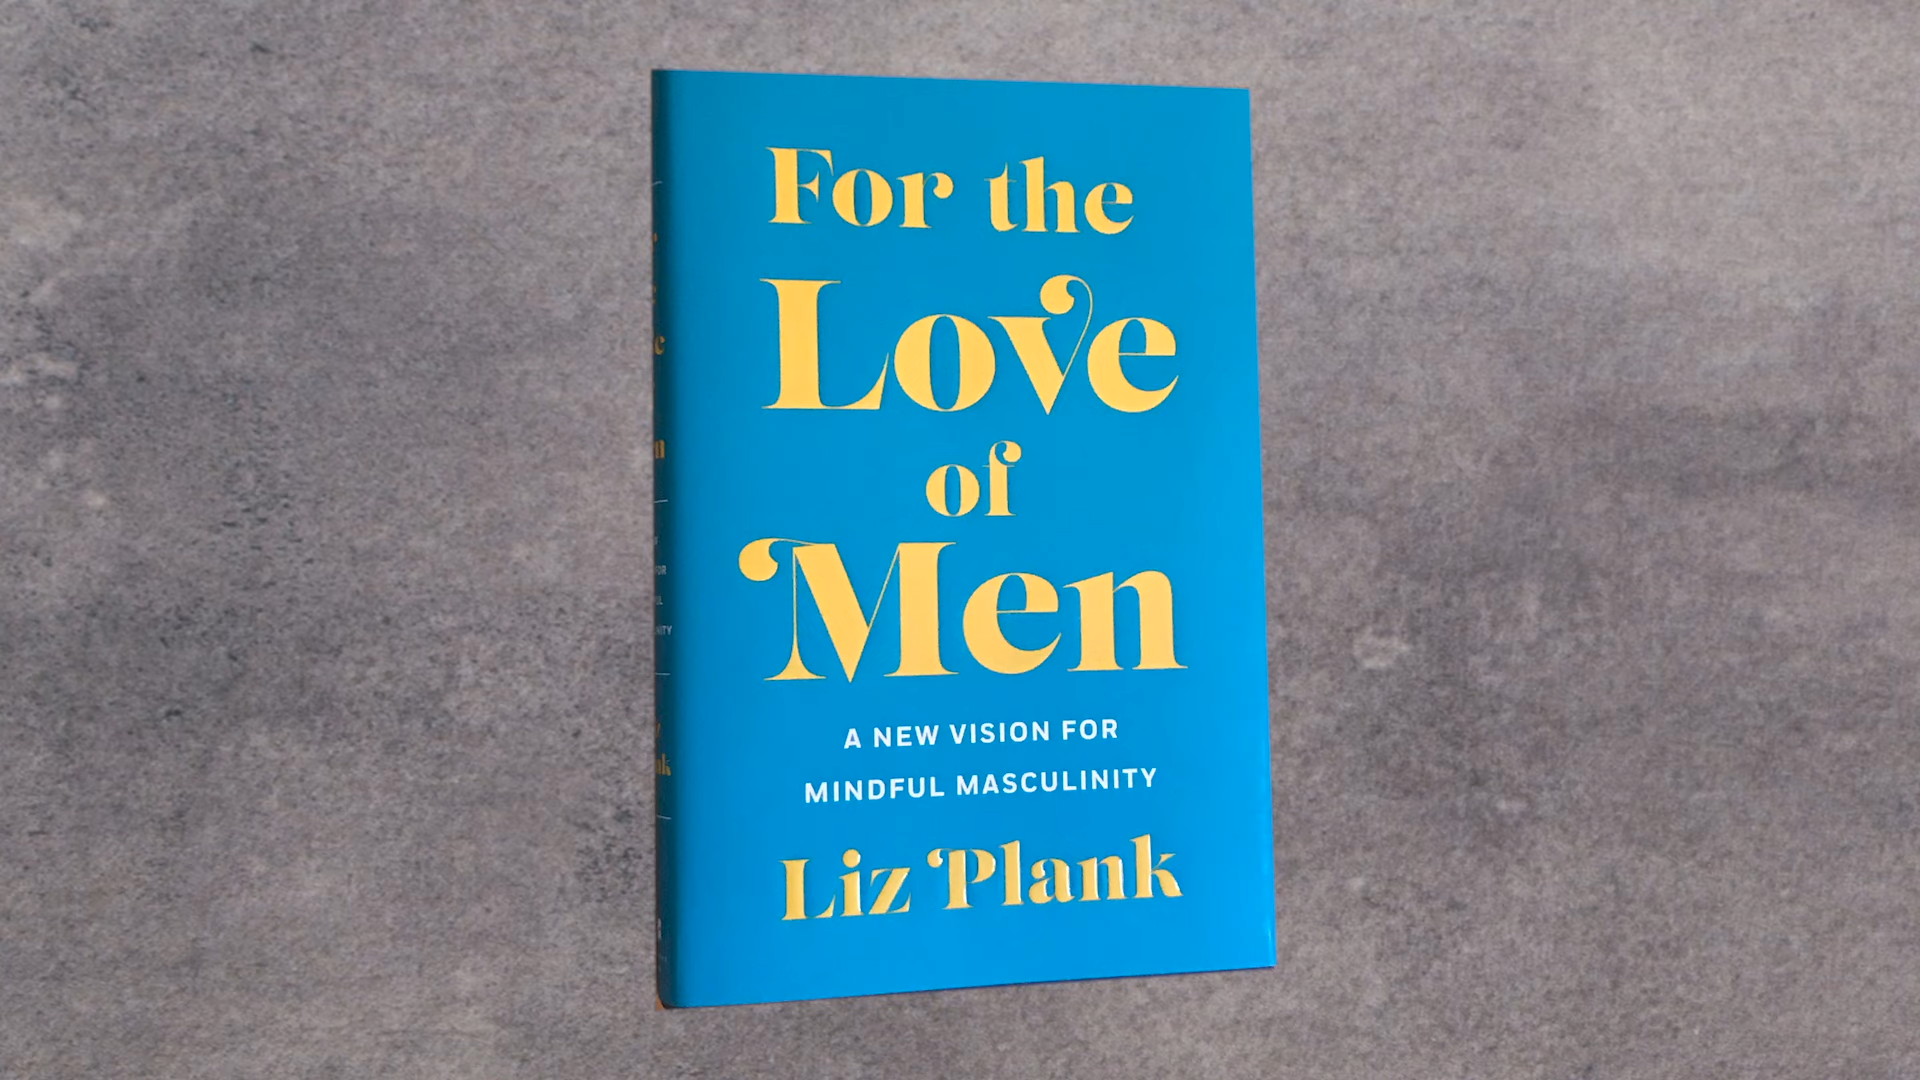 For the
Love
of
Men
A NEW VISION FOR
MINDFUL MASCULINITY
Liz Plank